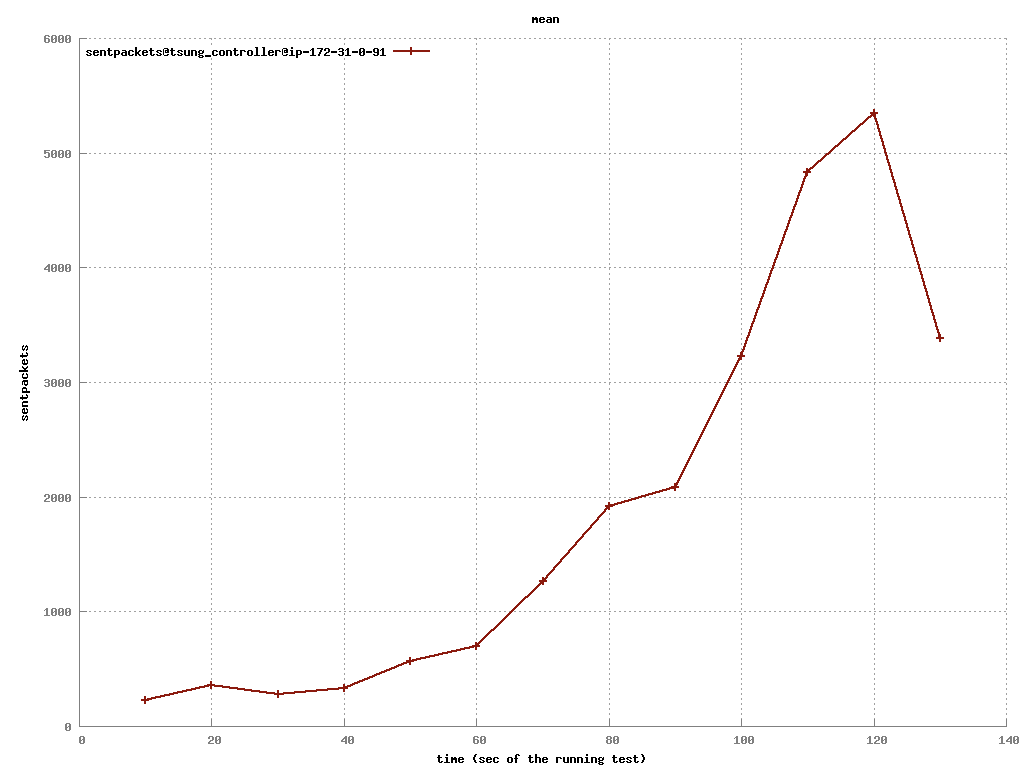 mean
6000
sentpackets@tsung_controller@ip-172-31-0-91
5000
4000
3000
2000
1000
0
sentpackets
0 20 40 60 80 100 120 140
time (sec of the running test)